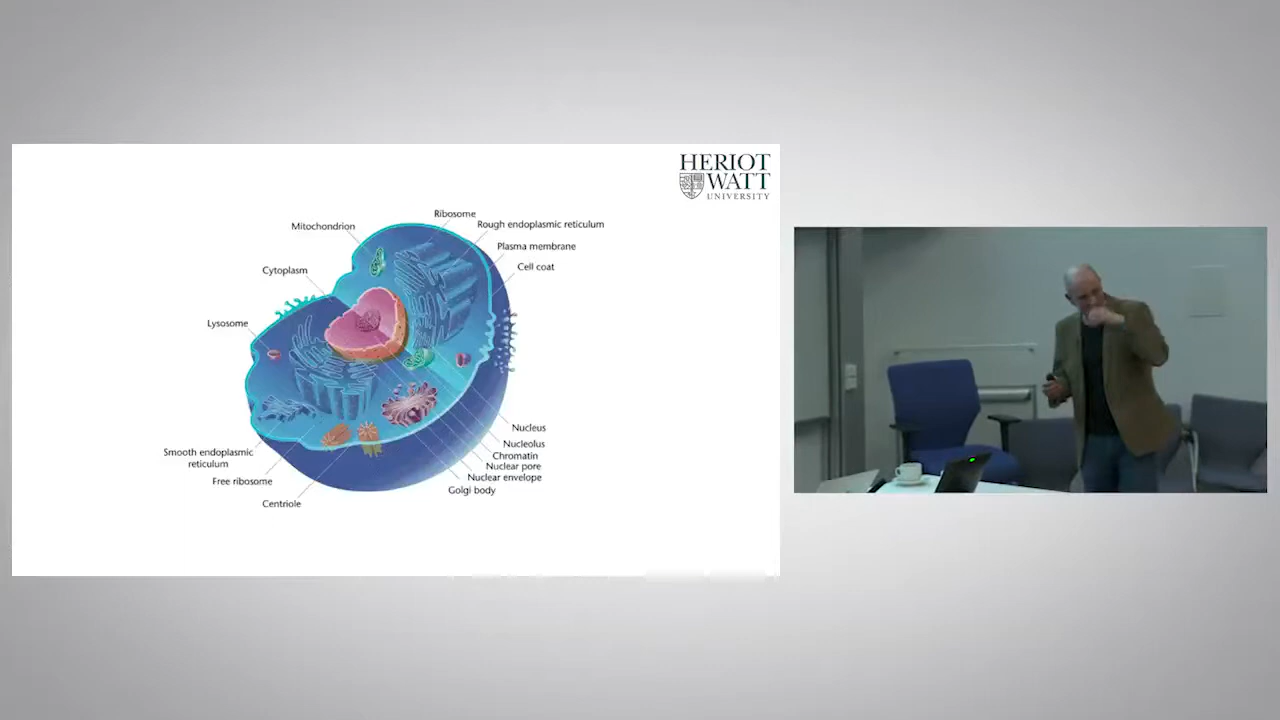 HERIOT
WATT
UNIVERSITY
Ribosome
Mitochondrion
Rough endoplasmic reticulum
Plasma membrane
Cell coat
Cytoplasm
Lysosome
Nucleus
Nucleolus
Chromatin
Nuclear pore
Nuclear envelope
Golgi body
Smooth endoplasmic
reticulum
Free ribosome
Centriole